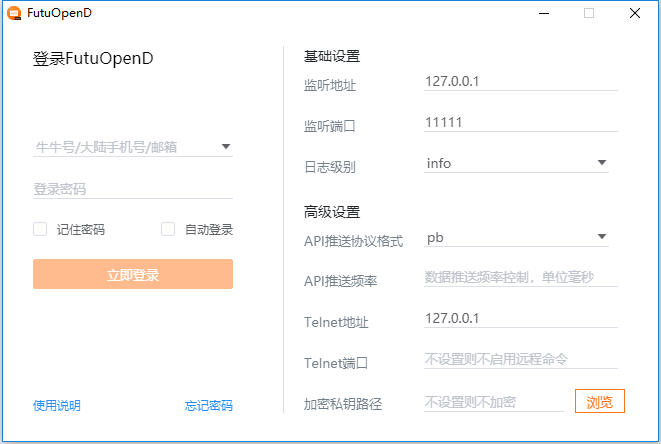 FutuOpenD
登录FutuOpenD
牛牛号/大陆手机号/邮箱
登录密码
记住密码 自动登录
立即登录
使用说明 忘记密码
基础设置
监听地址 127.0.0.1
监听端口 11111
日志级别 info
高级设置
API推送协议格式 pb
API推送频率 数据推送频率控制，单位毫秒
Telnet地址 127.0.0.1
Telnet端口 不设置则不启用远程命令
加密私钥路径 不设置则不加密 浏览